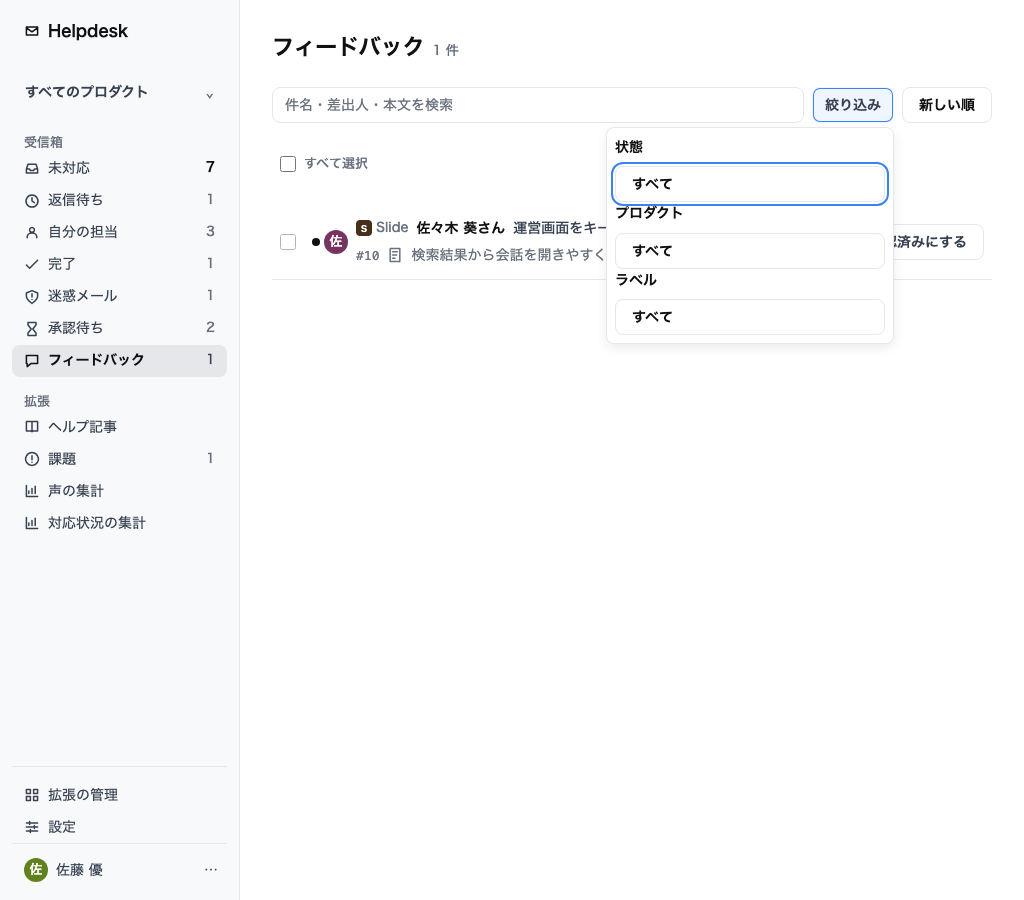 Helpdesk
すべてのプロダクト
受信箱
未対応 7
返信待ち 1
自分の担当 3
完了 1
迷惑メール 1
承認待ち 2
フィードバック 1
拡張
ヘルプ記事
課題 1
声の集計
対応状況の集計
拡張の管理
設定
佐 佐藤 優 …
フィードバック 1 件
件名・差出人・本文を検索 絞り込み 新しい順
すべて選択
状態
すべて
プロダクト
すべて
ラベル
すべて
佐 S Slide 佐々木 葵さん 運営画面をキー
#10 検索結果から会話を開きやすく
済みにする